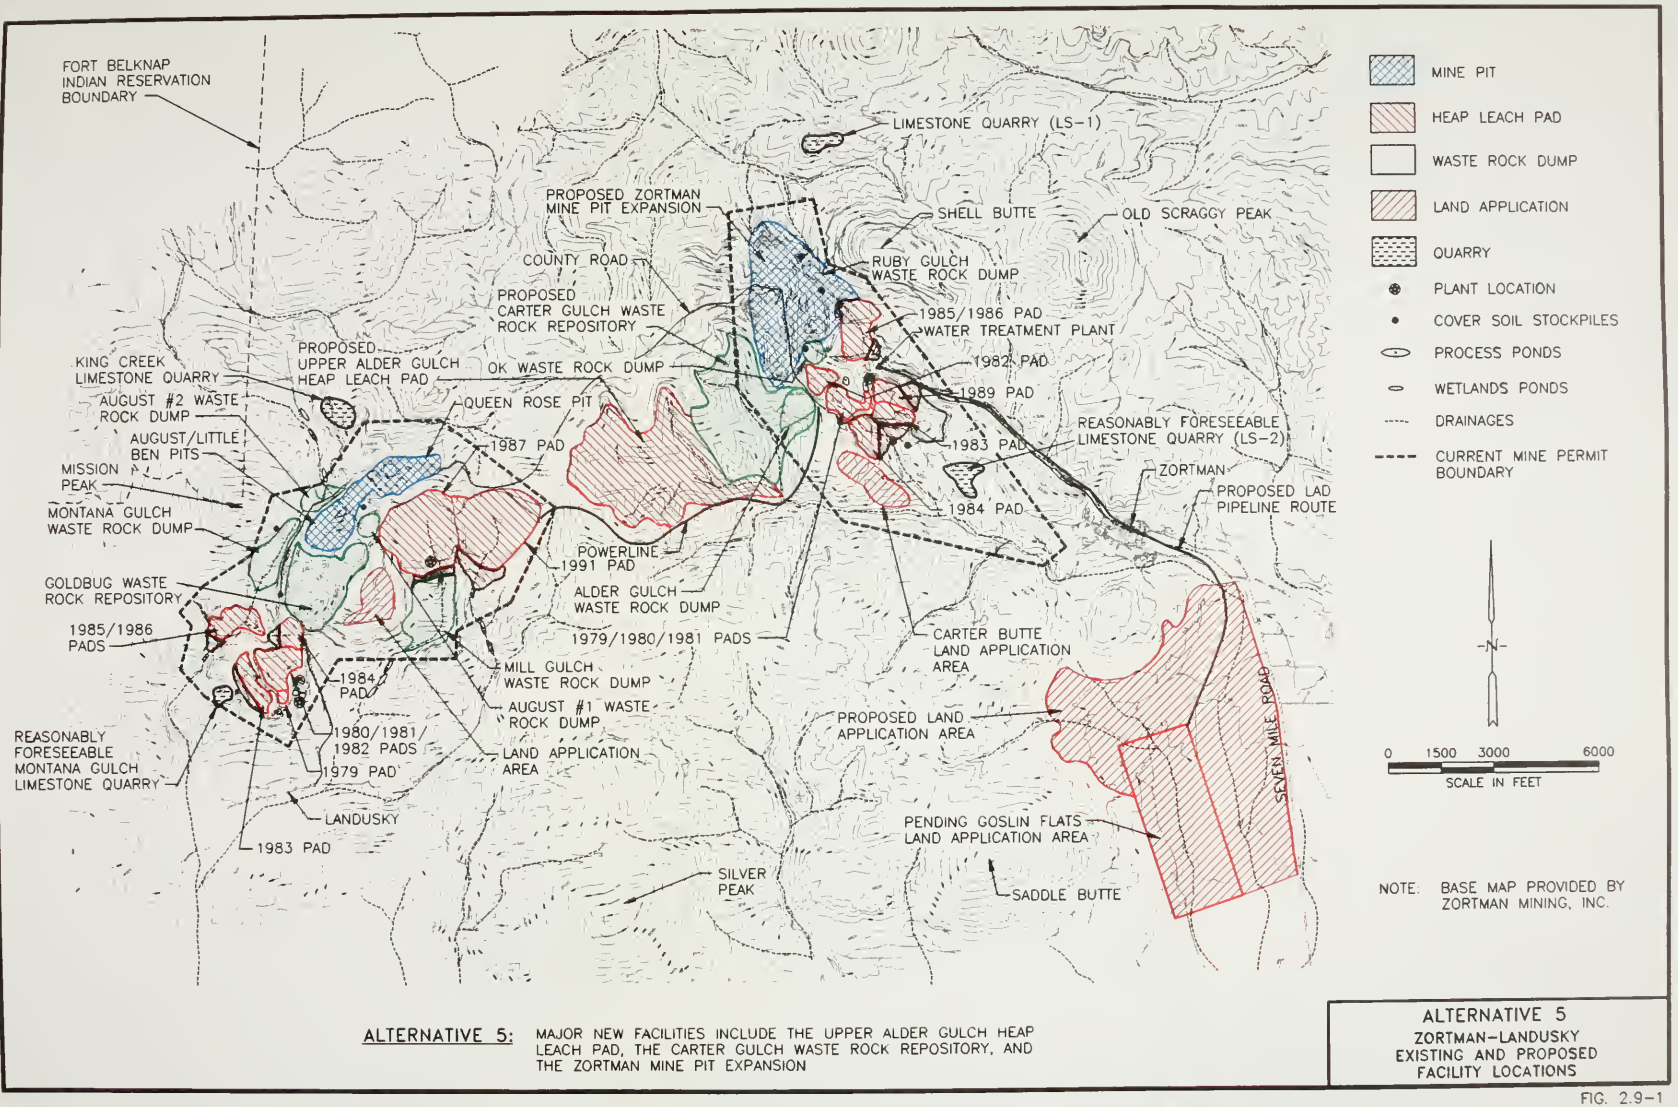 FORT BELKNAP
INDIAN RESERVATION
BOUNDARY
LIMESTONE QUARRY (LS-1)
PROPOSED ZORTMAN
MINE PIT EXPANSION
SHELL BUTTE
OLD SCRAGGY PEAK
COUNTY ROAD
RUBY GULCH
WASTE ROCK DUMP
PROPOSED
CARTER GULCH WASTE
ROCK REPOSITORY
1985/1986 PAD
WATER TREATMENT PLANT
KING CREEK
LIMESTONE QUARRY
PROPOSED
UPPER ALDER GULCH
HEAP LEACH PAD
OK WASTE ROCK DUMP
1982 PAD
1989 PAD
AUGUST #2 WASTE
ROCK DUMP
QUEEN ROSE PIT
REASONABLY FORESEEABLE
LIMESTONE QUARRY (LS-2)
AUGUST/LITTLE
BEN PITS
1987 PAD
1983 PAD
MISSION
PEAK
ZORTMAN
PROPOSED LAD
PIPELINE ROUTE
MONTANA GULCH
WASTE ROCK DUMP
1984 PAD
POWERLINE
1991 PAD
GOLDBUG WASTE
ROCK REPOSITORY
ALDER GULCH
WASTE ROCK DUMP
1985/1986
PADS
1979/1980/1981 PADS
CARTER BUTTE
LAND APPLICATION
AREA
MILL GULCH
WASTE ROCK DUMP
1984
PAD
AUGUST #1 WASTE
ROCK DUMP
PROPOSED LAND
APPLICATION AREA
SEVEN MILE ROAD
REASONABLY
FORESEEABLE
MONTANA GULCH
LIMESTONE QUARRY
1980/1981/
1982 PADS
LAND APPLICATION
AREA
1979 PAD
LANDUSKY
1983 PAD
PENDING GOSLIN FLATS
LAND APPLICATION AREA
SILVER
PEAK
SADDLE BUTTE
MINE PIT
HEAP LEACH PAD
WASTE ROCK DUMP
LAND APPLICATION
QUARRY
PLANT LOCATION
COVER SOIL STOCKPILES
PROCESS PONDS
WETLANDS PONDS
DRAINAGES
CURRENT MINE PERMIT
BOUNDARY
N
0 1500 3000 6000
SCALE IN FEET
NOTE: BASE MAP PROVIDED BY
ZORTMAN MINING, INC.
ALTERNATIVE 5: MAJOR NEW FACILITIES INCLUDE THE UPPER ALDER GULCH HEAP
LEACH PAD, THE CARTER GULCH WASTE ROCK REPOSITORY, AND
THE ZORTMAN MINE PIT EXPANSION
ALTERNATIVE 5
ZORTMAN-LANDUSKY
EXISTING AND PROPOSED
FACILITY LOCATIONS
FIG. 2.9-1